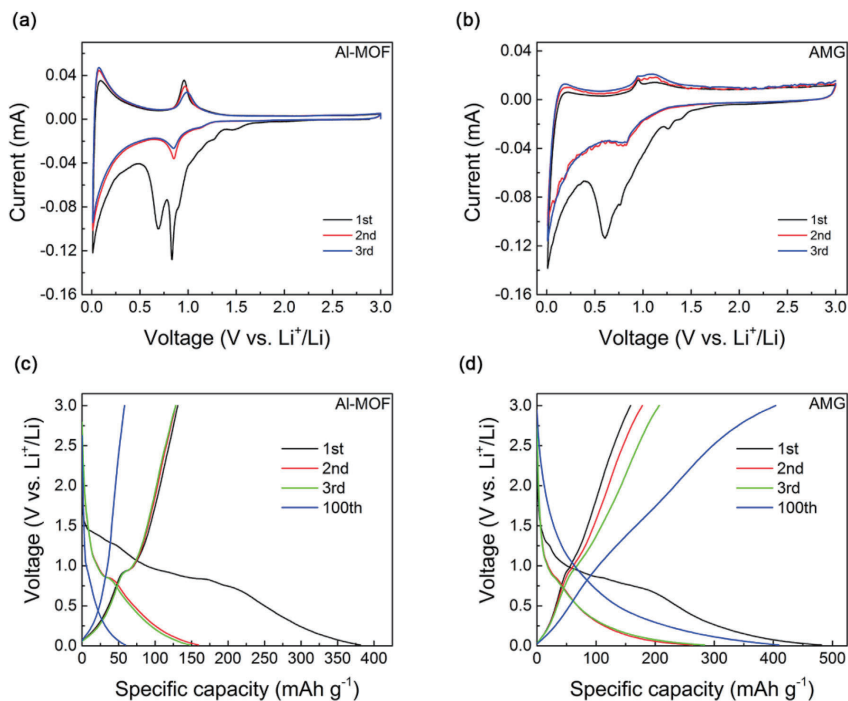 (a)
Al-MOF
0.04
0.00
-0.04
-0.08
-0.12
-0.16
Current (mA)
1st
2nd
3rd
0.0 0.5 1.0 1.5 2.0 2.5 3.0
Voltage (V vs. Li⁺/Li)
(b)
AMG
0.04
0.00
-0.04
-0.08
-0.12
-0.16
Current (mA)
1st
2nd
3rd
0.0 0.5 1.0 1.5 2.0 2.5 3.0
Voltage (V vs. Li⁺/Li)
(c)
Al-MOF
3.0
2.5
2.0
1.5
1.0
0.5
0.0
Voltage (V vs. Li⁺/Li)
1st
2nd
3rd
100th
0 50 100 150 200 250 300 350 400
Specific capacity (mAh g⁻¹)
(d)
AMG
3.0
2.5
2.0
1.5
1.0
0.5
0.0
Voltage (V vs. Li⁺/Li)
1st
2nd
3rd
100th
0 100 200 300 400 500
Specific capacity (mAh g⁻¹)